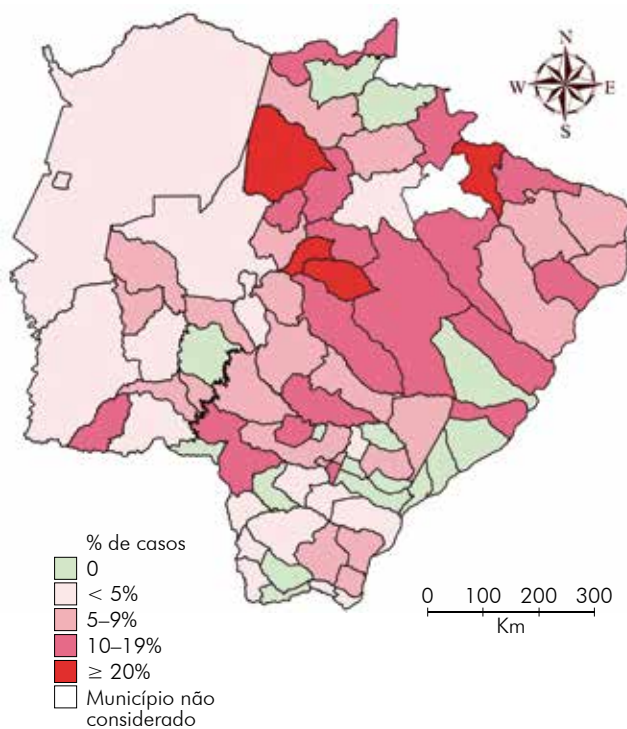 N
W E
S
% de casos
0
< 5%
5–9%
10–19%
≥ 20%
Município não
considerado
0 100 200 300
Km